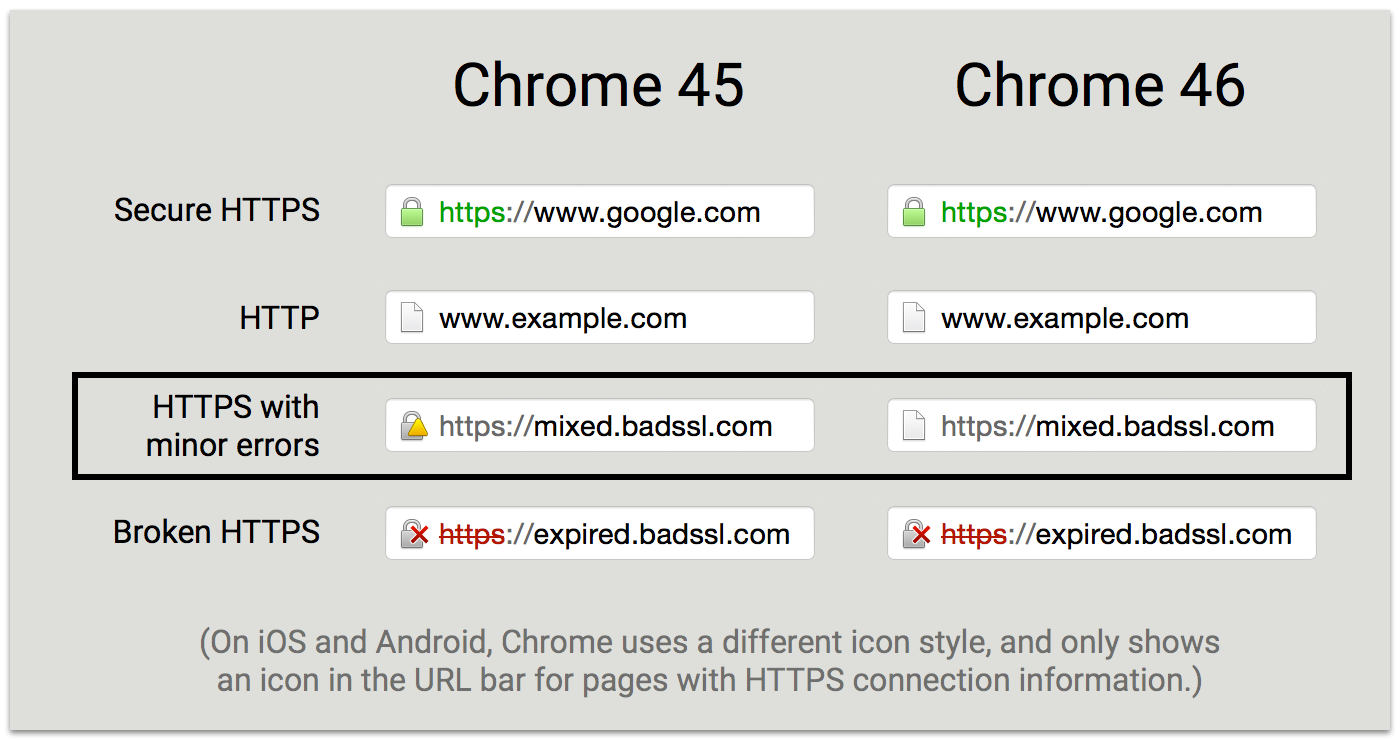 Chrome 45 Chrome 46
Secure HTTPS https://www.google.com https://www.google.com
HTTP www.example.com www.example.com
HTTPS with
minor errors https://mixed.badssl.com https://mixed.badssl.com
Broken HTTPS https://expired.badssl.com https://expired.badssl.com
(On iOS and Android, Chrome uses a different icon style, and only shows
an icon in the URL bar for pages with HTTPS connection information.)